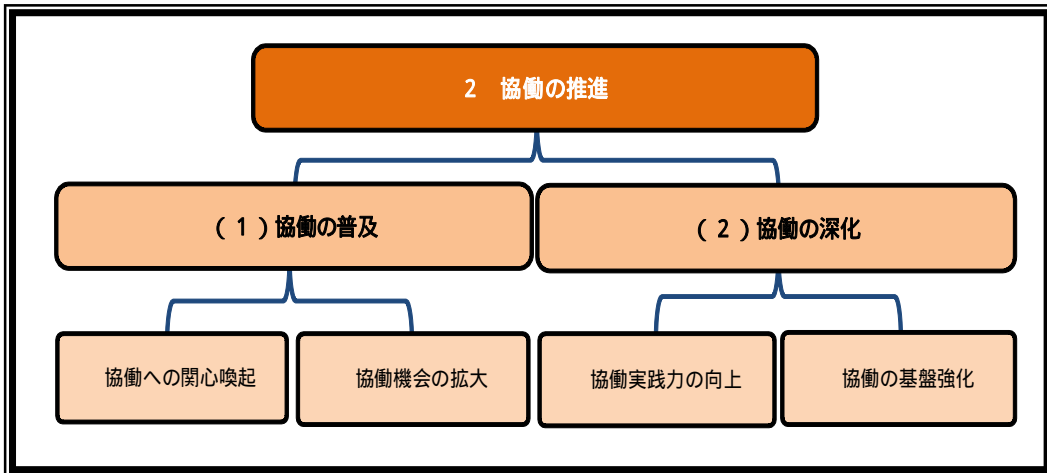 2　協働の推進
（１）協働の普及
（２）協働の深化
協働への関心喚起
協働機会の拡大
協働実践力の向上
協働の基盤強化